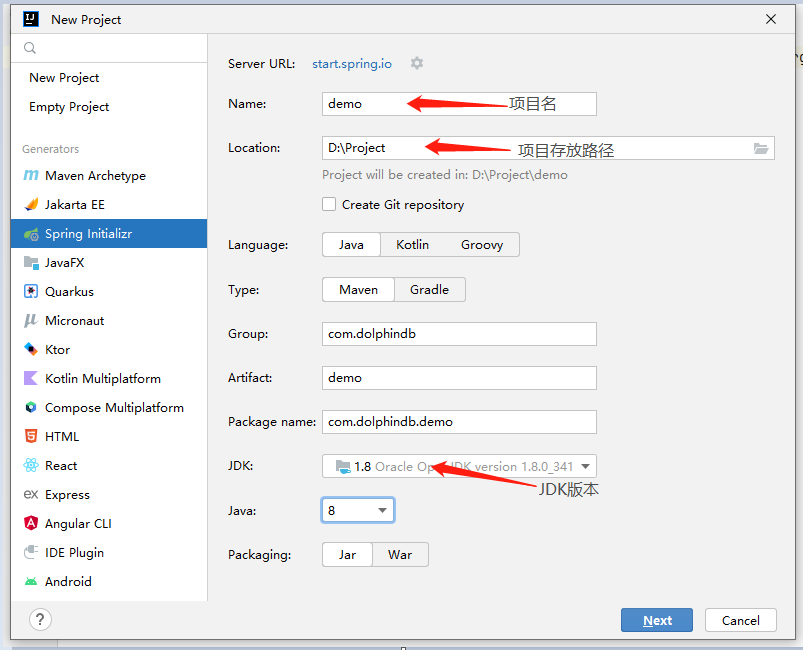 New Project
New Project
Empty Project
Generators
Maven Archetype
Jakarta EE
Spring Initializr
JavaFX
Quarkus
Micronaut
Ktor
Kotlin Multiplatform
Compose Multiplatform
HTML
React
Express
Angular CLI
IDE Plugin
Android
?
Server URL: start.spring.io
Name: demo 项目名
Location: D:\Project 项目存放路径
Project will be created in: D:\Project\demo
Create Git repository
Language: Java Kotlin Groovy
Type: Maven Gradle
Group: com.dolphindb
Artifact: demo
Package name: com.dolphindb.demo
JDK: 1.8 Oracle version 1.8.0_341
JDK版本
Java: 8
Packaging: Jar War
Next Cancel